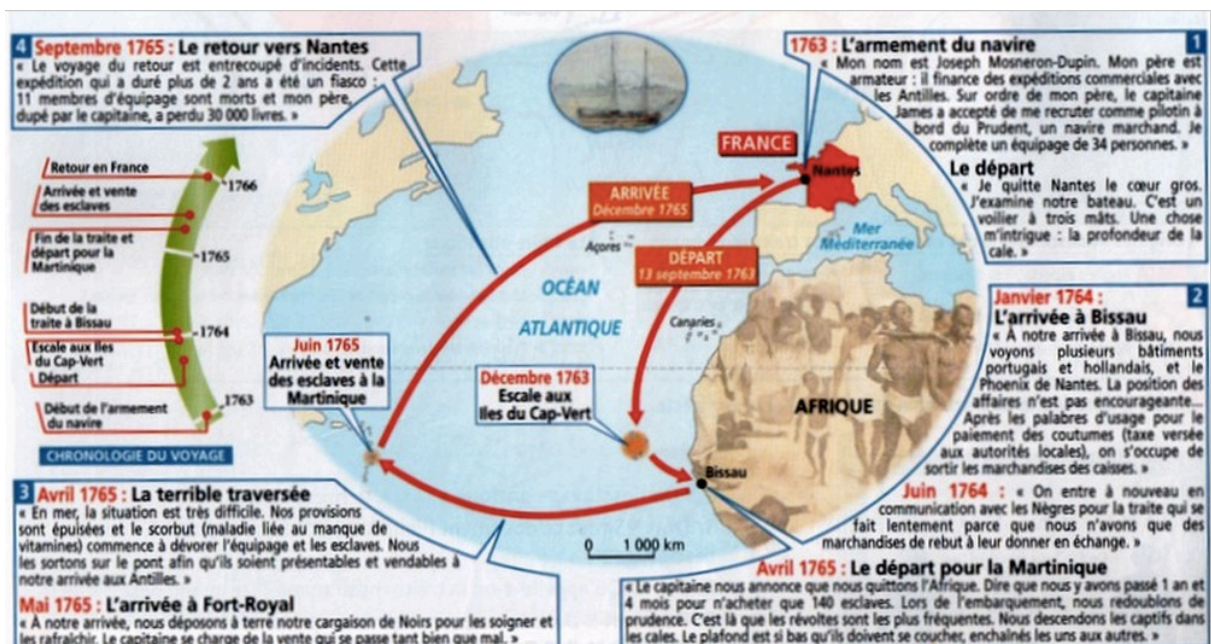 4 Septembre 1765 : Le retour vers Nantes
« Le voyage du retour est entrecoupé d'incidents. Cette
expédition qui a duré plus de 2 ans a été un fiasco :
11 membres d'équipage sont morts et mon père,
dupé par le capitaine, a perdu 30 000 livres. »
1763 : L'armement du navire 1
« Mon nom est Joseph Mosneron-Dupin. Mon père est
armateur : il finance des expéditions commerciales avec
les Antilles. Sur ordre de mon père, le capitaine
James a accepté de me recruter comme pilotin à
bord du Prudent, un navire marchand. Je
complète un équipage de 34 personnes. »
Le départ
« Je quitte Nantes le cœur gros.
J'examine notre bateau. C'est un
voilier à trois mâts. Une chose
m'intrigue : la profondeur de la
cale. »
Retour en France
1766
Arrivée et vente
des esclaves
Fin de la traite et
départ pour la
Martinique
1765
Début de la
traite à Bissau
1764
Escale aux Iles
du Cap-Vert
Départ
1763
Début de l'armement
du navire
CHRONOLOGIE DU VOYAGE
FRANCE
Nantes
ARRIVÉE
Décembre 1765
Açores
DÉPART
13 septembre 1763
Mer
Méditerranée
OCÉAN
ATLANTIQUE
Canaries
Juin 1765
Arrivée et vente
des esclaves à la
Martinique
Décembre 1763
Escale aux
Iles du Cap-Vert
AFRIQUE
Bissau
0 1 000 km
Janvier 1764 : 2
L'arrivée à Bissau
« À notre arrivée à Bissau, nous
voyons plusieurs bâtiments
portugais et hollandais, et le
Phoenix de Nantes. La position des
affaires n'est pas encourageante...
Après les palabres d'usage pour le
paiement des coutumes (taxe versée
aux autorités locales), on s'occupe de
sortir les marchandises des caisses. »
Juin 1764 : « On entre à nouveau en
communication avec les Nègres pour la traite qui se
fait lentement parce que nous n'avons que des
marchandises de rebut à leur donner en échange. »
3 Avril 1765 : La terrible traversée
« En mer, la situation est très difficile. Nos provisions
sont épuisées et le scorbut (maladie liée au manque de
vitamines) commence à dévorer l'équipage et les esclaves. Nous
les sortons sur le pont afin qu'ils soient présentables et vendables à
notre arrivée aux Antilles. »
Mai 1765 : L'arrivée à Fort-Royal
« À notre arrivée, nous déposons à terre notre cargaison de Noirs pour les soigner et
les rafraîchir. Le capitaine se charge de la vente qui se passe tant bien que mal. »
Avril 1765 : Le départ pour la Martinique
« Le capitaine nous annonce que nous quittons l'Afrique. Dire que nous y avons passé 1 an et
4 mois pour n'acheter que 140 esclaves. Lors de l'embarquement, nous redoublons de
prudence. C'est là que les révoltes sont les plus fréquentes. Nous descendons les captifs dans
les cales. Le plafond est si bas qu'ils doivent se coucher, enchaînés les uns aux autres.